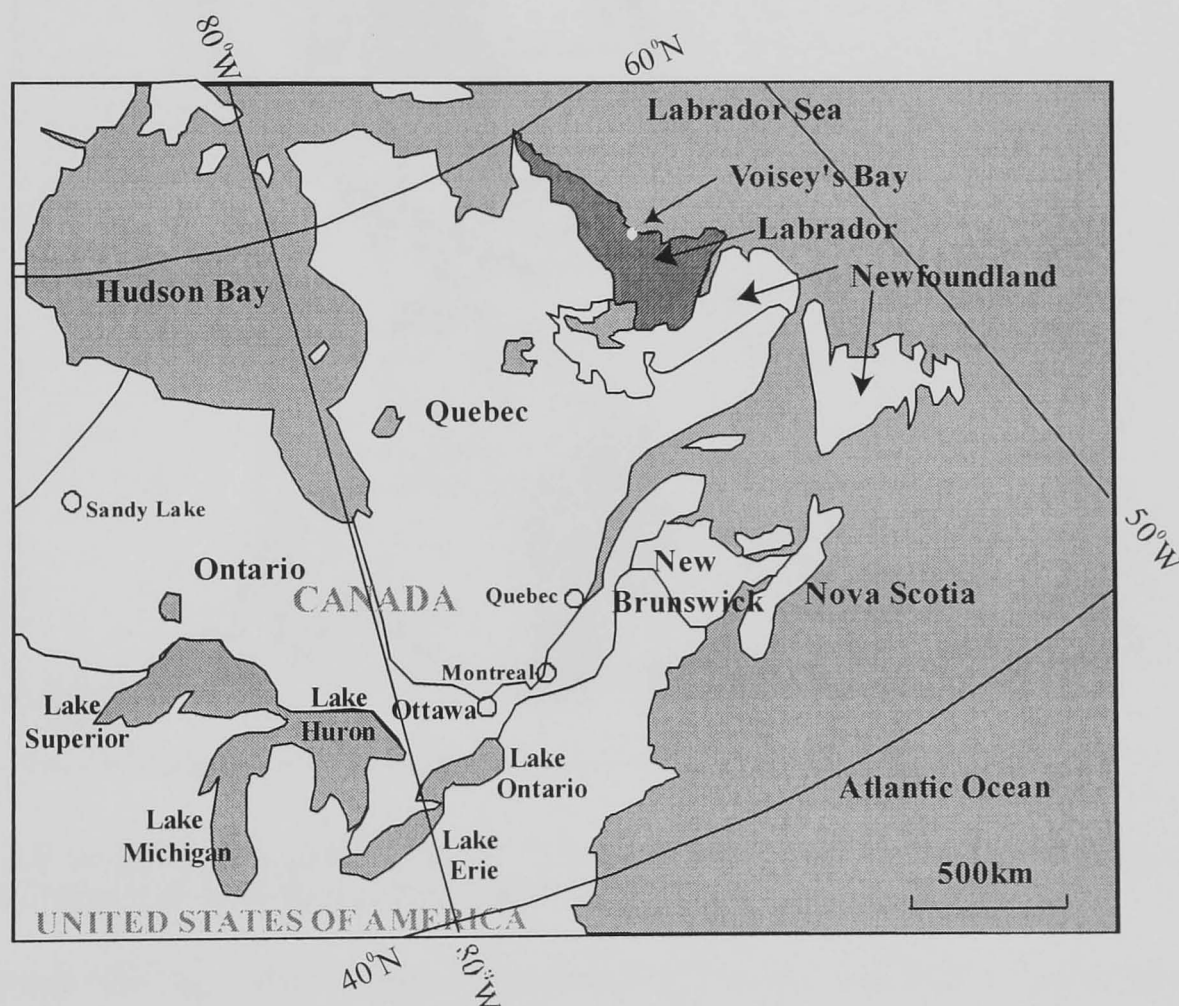 80°W
60°N
Labrador Sea
Voisey's Bay
Labrador
Newfoundland
Hudson Bay
Quebec
Sandy Lake
Ontario
CANADA
Quebec
New
Brunswick
Nova Scotia
50°W
Montreal
Ottawa
Lake
Superior
Lake
Huron
Lake
Ontario
Atlantic Ocean
Lake
Michigan
Lake
Erie
500km
UNITED STATES OF AMERICA
40°N
80°W